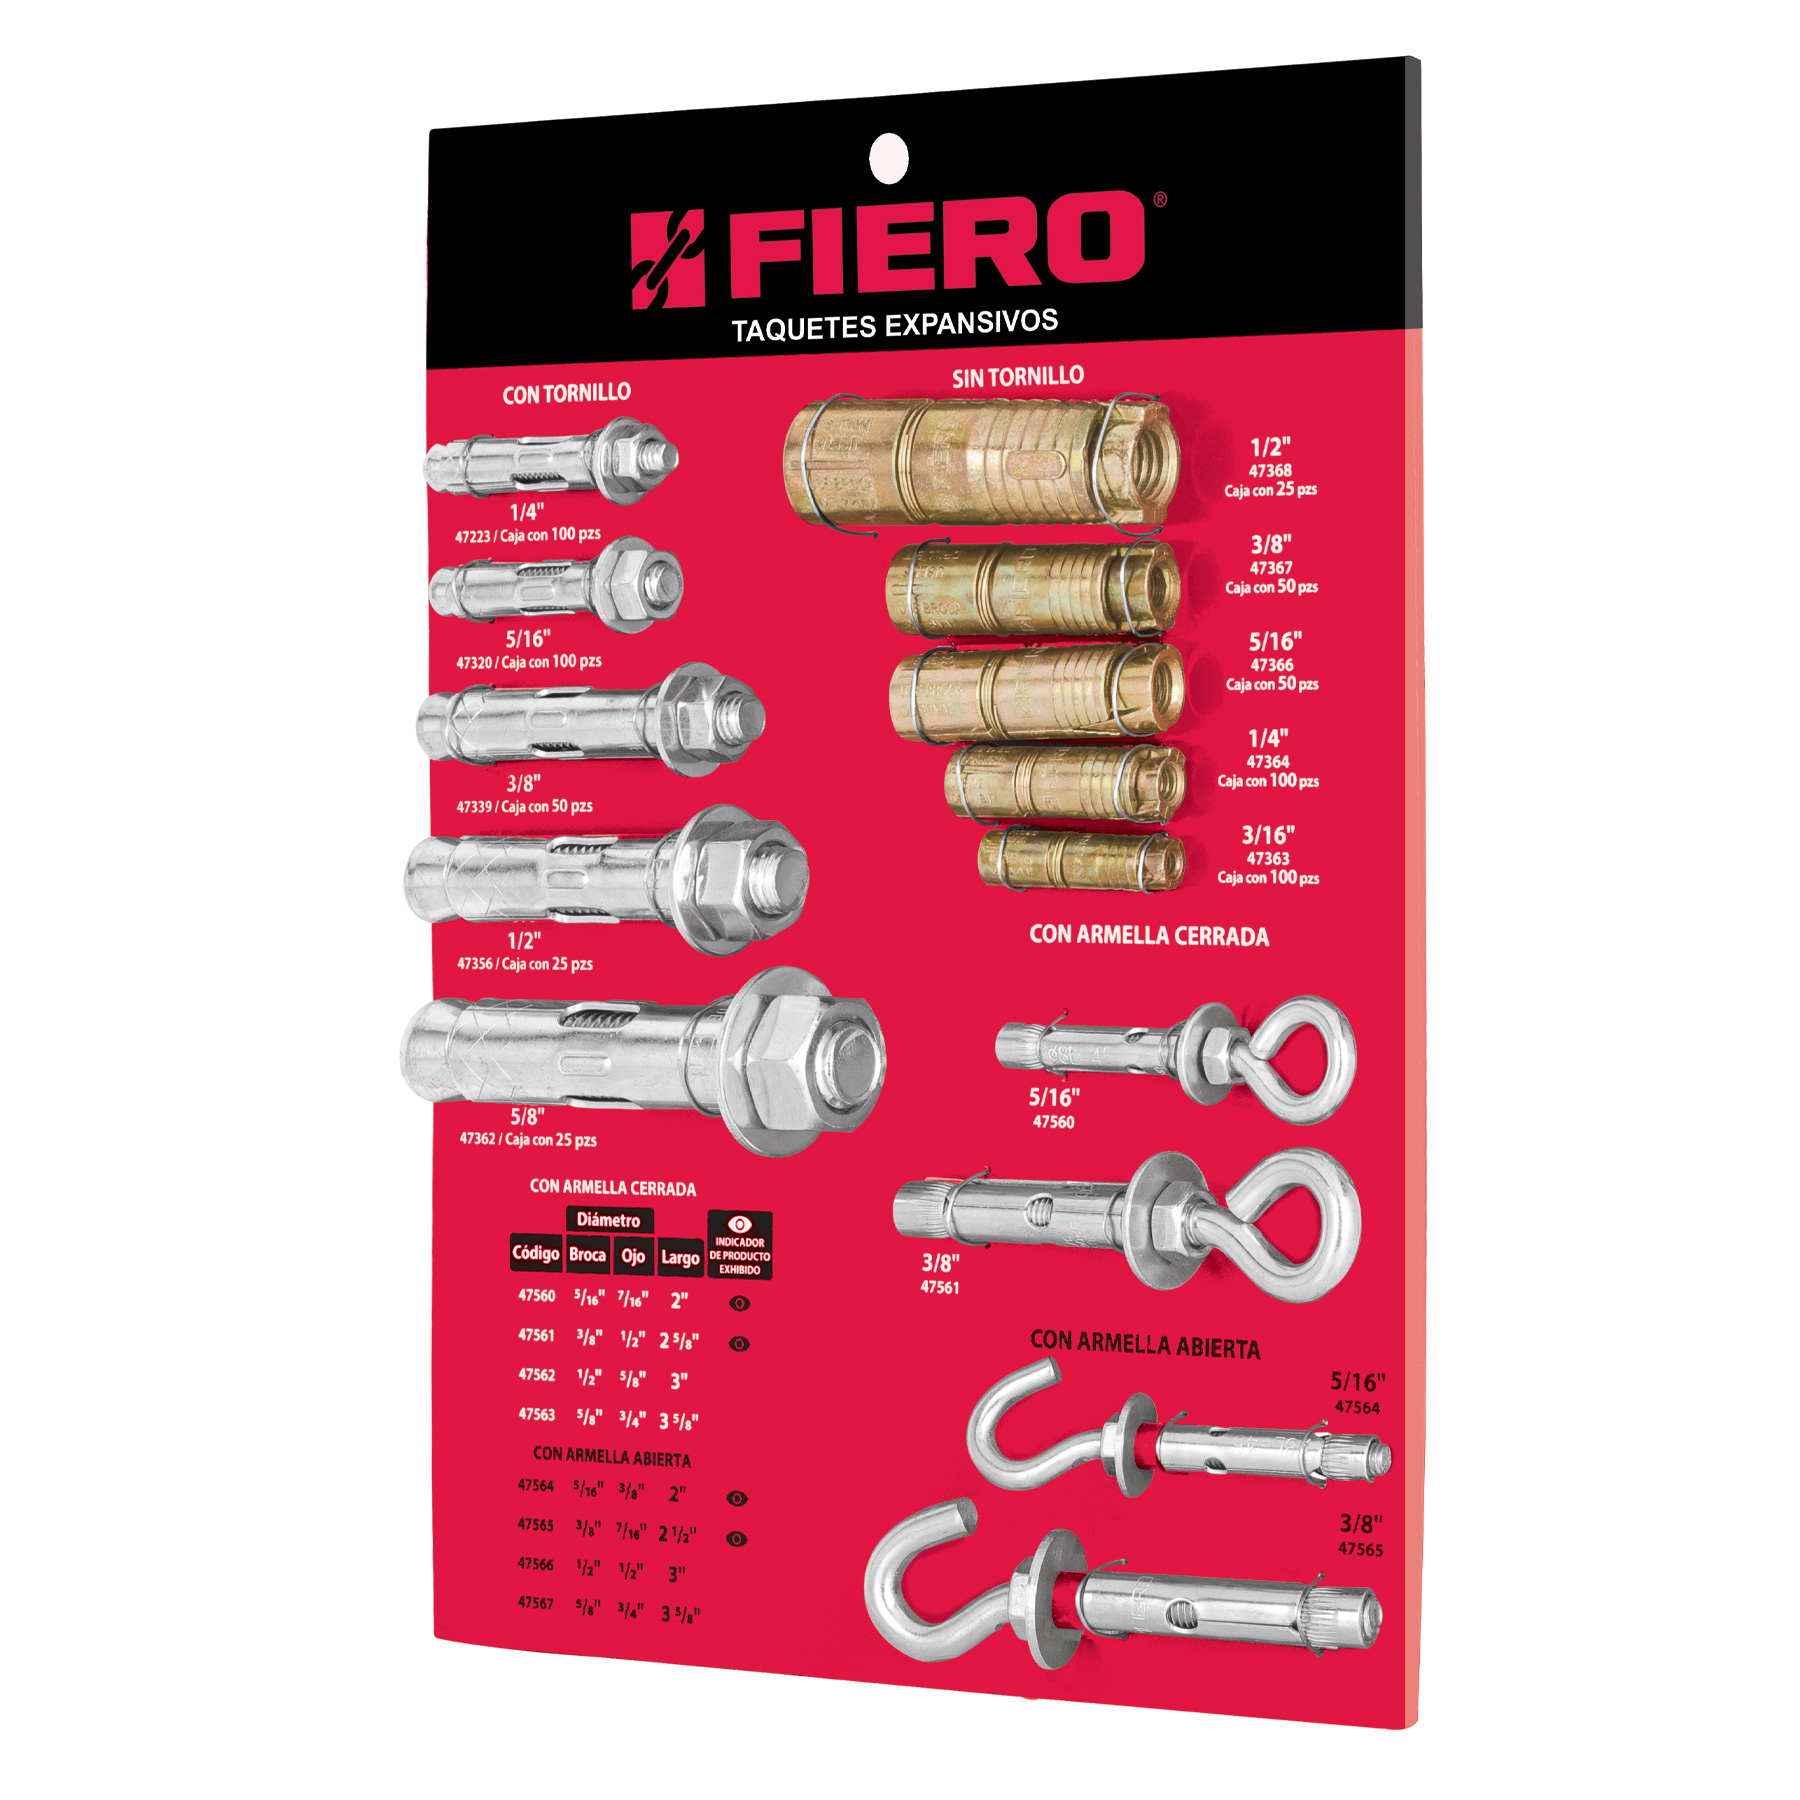 FIERO®
TAQUETES EXPANSIVOS
CON TORNILLO
1/4"
47223 / Caja con 100 pzs
5/16"
47320 / Caja con 100 pzs
3/8"
47339 / Caja con 50 pzs
1/2"
47356 / Caja con 25 pzs
5/8"
47362 / Caja con 25 pzs
SIN TORNILLO
1/2"
47368
Caja con 25 pzs
3/8"
47367
Caja con 50 pzs
5/16"
47366
Caja con 50 pzs
1/4"
47364
Caja con 100 pzs
3/16"
47363
Caja con 100 pzs
CON ARMELLA CERRADA
5/16"
47560
3/8"
47561
CON ARMELLA ABIERTA
5/16"
47564
3/8"
47565
CON ARMELLA CERRADA
Diámetro
Código Broca Ojo Largo
INDICADOR
DE PRODUCTO
EXHIBIDO
47560 5/16" 7/16" 2"
47561 3/8" 1/2" 2 5/8"
47562 1/2" 5/8" 3"
47563 5/8" 3/4" 3 5/8"
CON ARMELLA ABIERTA
47564 5/16" 3/8" 2"
47565 3/8" 7/16" 2 1/2"
47566 1/2" 1/2" 3"
47567 5/8" 3/4" 3 5/8"